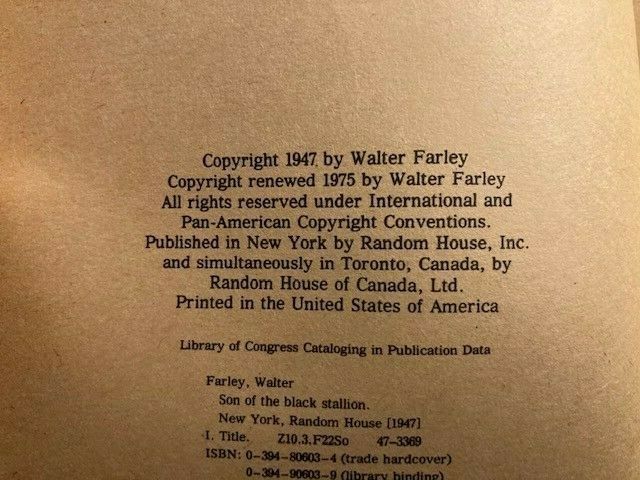 Copyright 1947 by Walter Farley
Copyright renewed 1975 by Walter Farley
All rights reserved under International and
Pan-American Copyright Conventions.
Published in New York by Random House, Inc.
and simultaneously in Toronto, Canada, by
Random House of Canada, Ltd.
Printed in the United States of America
Library of Congress Cataloging in Publication Data
Farley, Walter
Son of the black stallion.
New York, Random House [1947]
I. Title. Z10.3.F22So 47-3369
ISBN: 0-394-80603-4 (trade hardcover)
0-394-90603-9 (library binding)